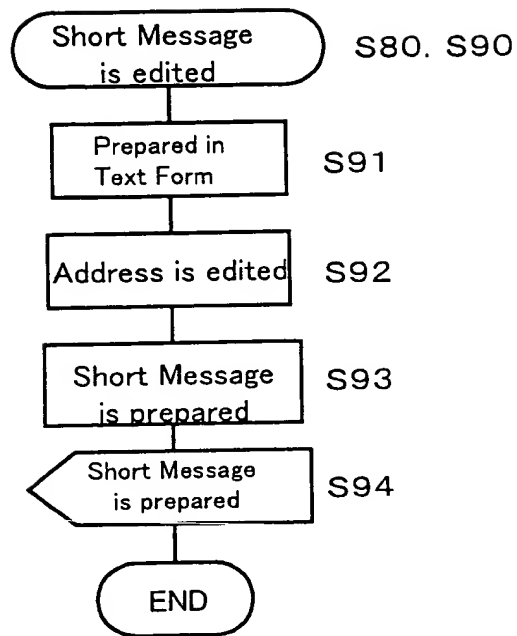 Short Message
is edited
S80. S90
Prepared in
Text Form
S91
Address is edited
S92
Short Message
is prepared
S93
Short Message
is prepared
S94
END